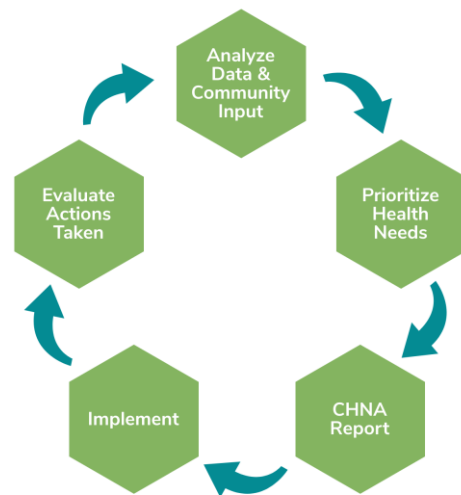 Analyze
Data &
Community
Input
Prioritize
Health
Needs
CHNA
Report
Implement
Evaluate
Actions
Taken